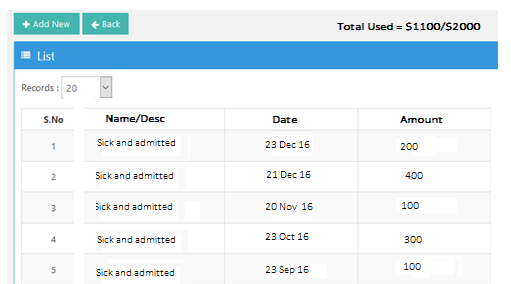 Add New Back Total Used = $1100/$2000
List
Records : 20
S.No Name/Desc Date Amount
1 Sick and admitted 23 Dec 16 200
2 Sick and admitted 21 Dec 16 400
3 Sick and admitted 20 Nov 16 100
4 Sick and admitted 23 Oct 16 300
5 Sick and admitted 23 Sep 16 100